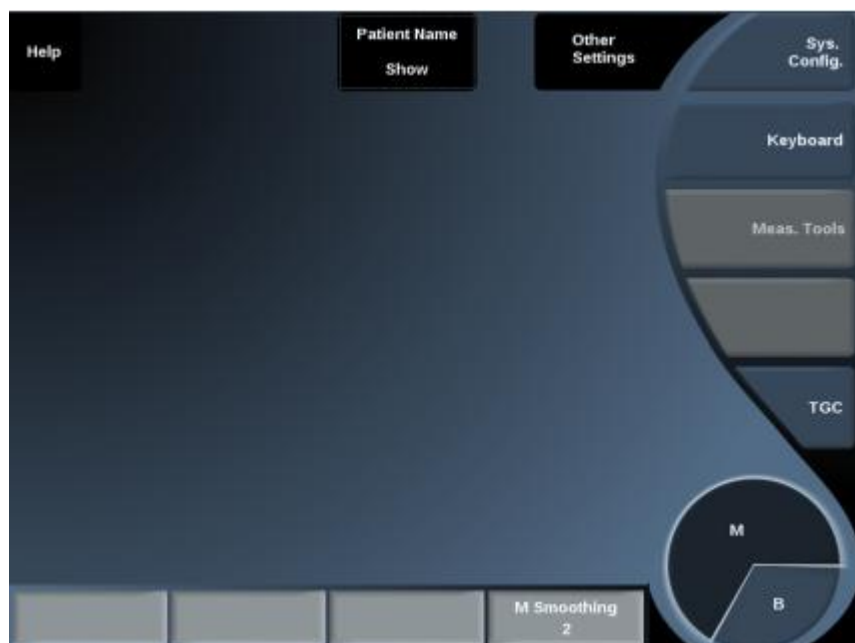 Help
Patient Name
Show
Other
Settings
Sys.
Config.
Keyboard
Meas. Tools
TGC
M
B
M Smoothing
2